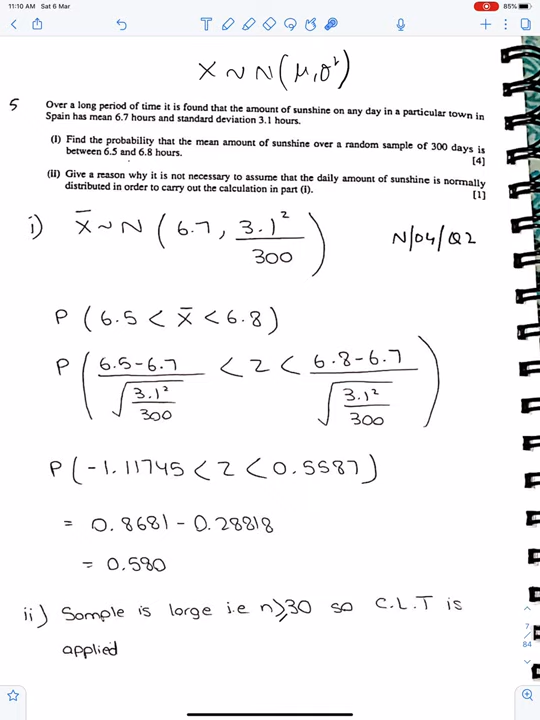 11:10 AM Sat 6 Mar
85%
X ~ N(μ, σ²)
5 Over a long period of time it is found that the amount of sunshine on any day in a particular town in
Spain has mean 6.7 hours and standard deviation 3.1 hours.
(i) Find the probability that the mean amount of sunshine over a random sample of 300 days is
between 6.5 and 6.8 hours. [4]
(ii) Give a reason why it is not necessary to assume that the daily amount of sunshine is normally
distributed in order to carry out the calculation in part (i). [1]
i) X̄ ~ N (6.7, 3.1²/300)
N/04/Q2
P (6.5 < x̄ < 6.8)
P ((6.5-6.7)/√(3.1²/300) < Z < (6.8-6.7)/√(3.1²/300))
P (-1.11745 < Z < 0.5587)
= 0.8681 - 0.28818
= 0.580
ii) Sample is large i.e n⩾30 so C.L.T is
applied
7
84